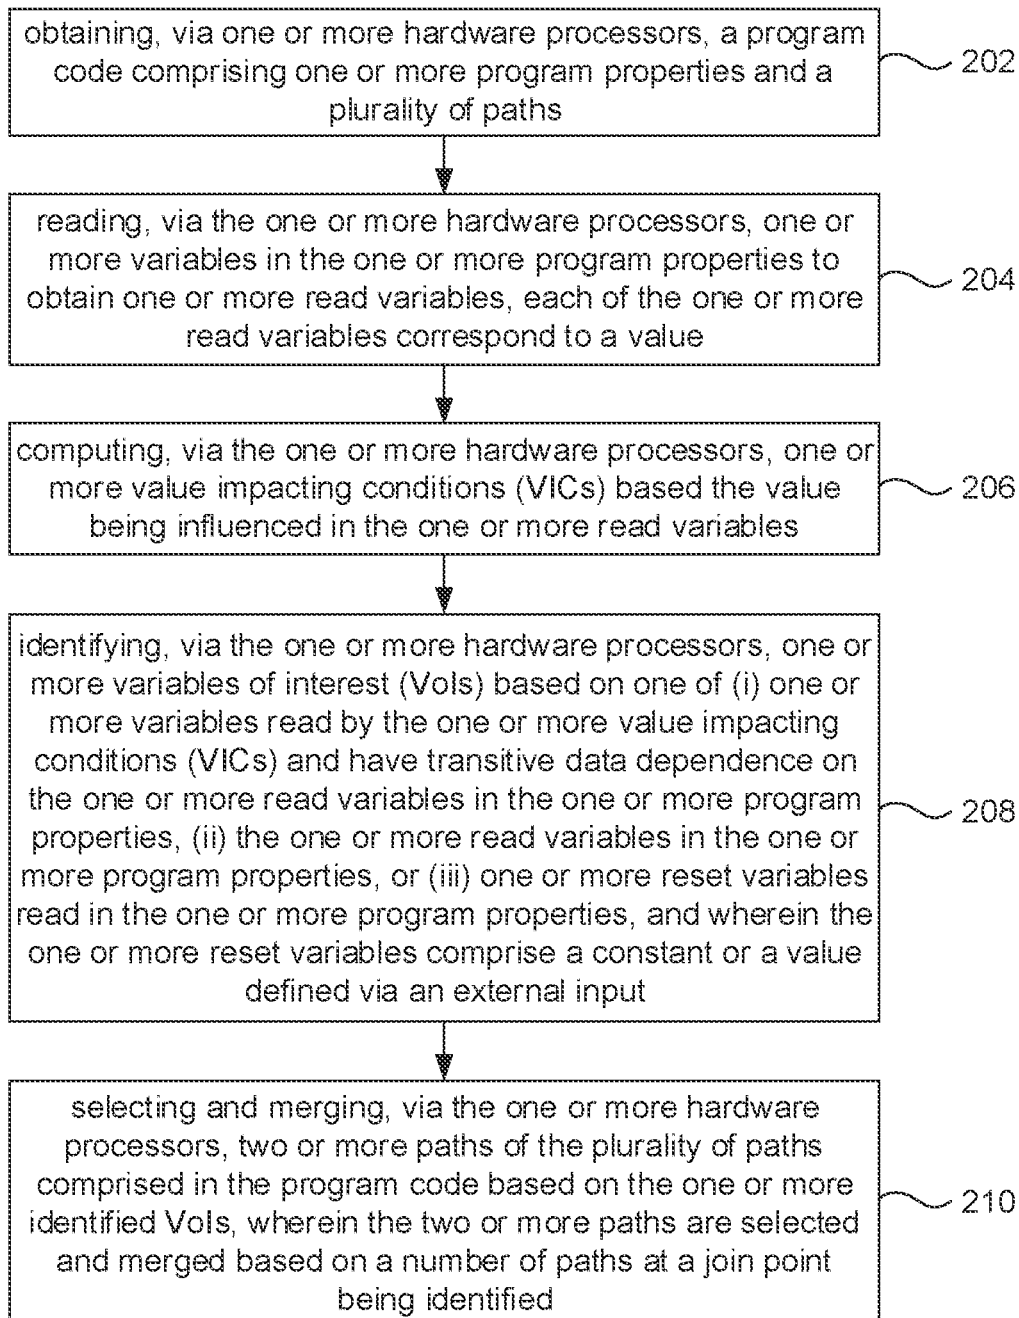 obtaining, via one or more hardware processors, a program
code comprising one or more program properties and a
plurality of paths
202
reading, via the one or more hardware processors, one or
more variables in the one or more program properties to
obtain one or more read variables, each of the one or more
read variables correspond to a value
204
computing, via the one or more hardware processors, one or
more value impacting conditions (VICs) based the value
being influenced in the one or more read variables
206
identifying, via the one or more hardware processors, one or
more variables of interest (VoIs) based on one of (i) one or
more variables read by the one or more value impacting
conditions (VICs) and have transitive data dependence on
the one or more read variables in the one or more program
properties, (ii) the one or more read variables in the one or
more program properties, or (iii) one or more reset variables
read in the one or more program properties, and wherein the
one or more reset variables comprise a constant or a value
defined via an external input
208
selecting and merging, via the one or more hardware
processors, two or more paths of the plurality of paths
comprised in the program code based on the one or more
identified VoIs, wherein the two or more paths are selected
and merged based on a number of paths at a join point
being identified
210